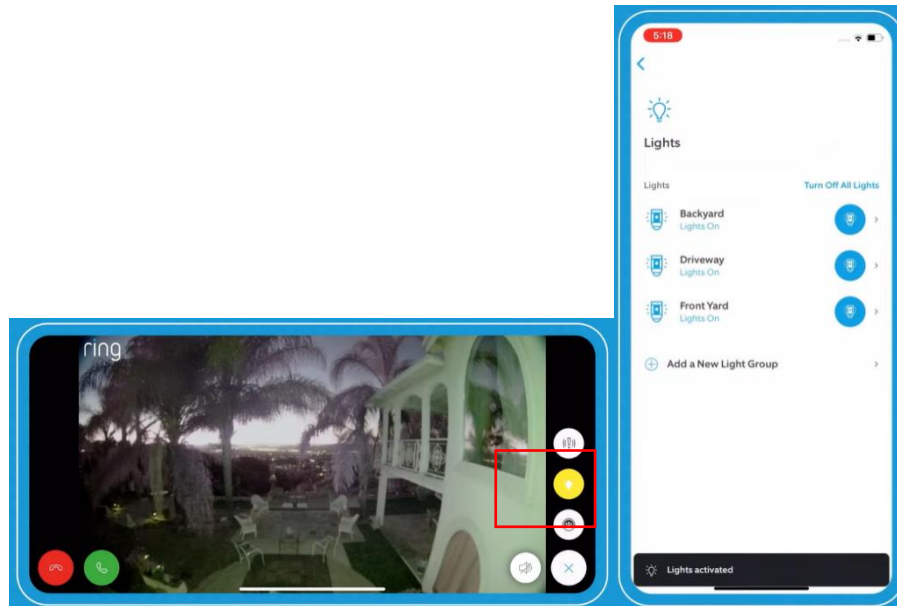 ring
5:18
Lights
Lights Turn Off All Lights
Backyard
Lights On
Driveway
Lights On
Front Yard
Lights On
Add a New Light Group
Lights activated